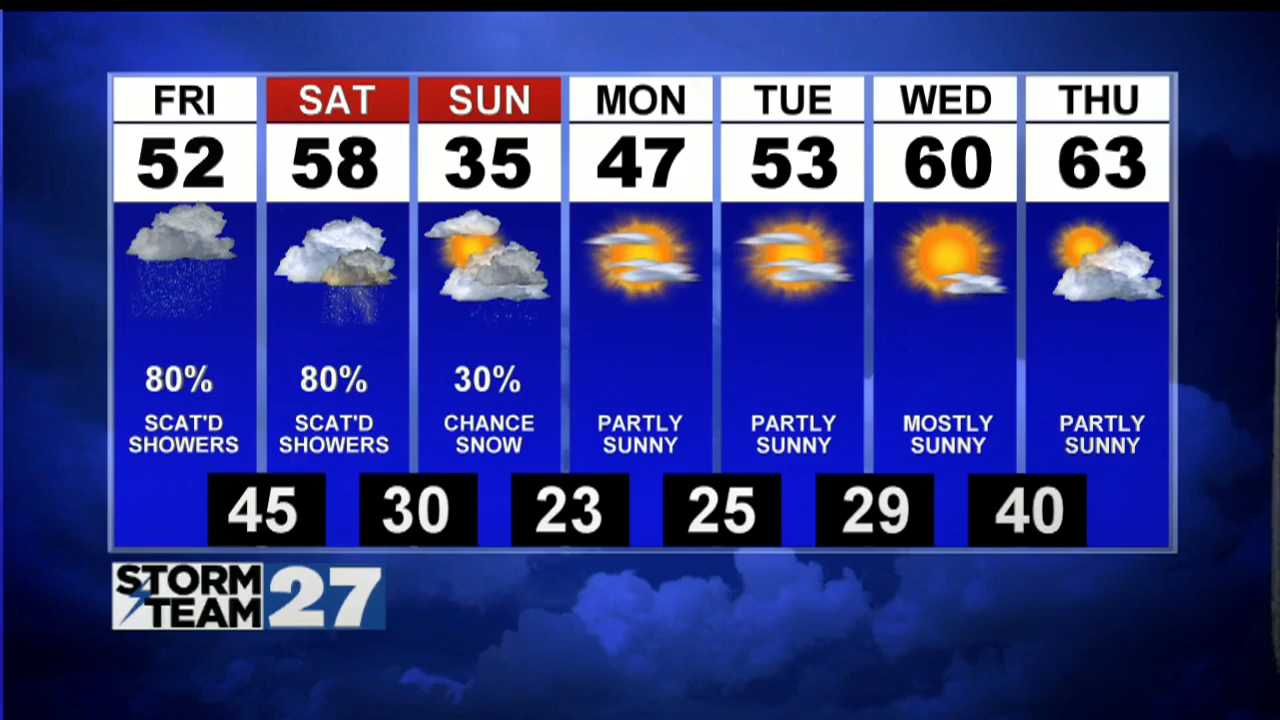 FRI SAT SUN MON TUE WED THU
52 58 35 47 53 60 63
80% 80% 30%
SCAT'D SCAT'D CHANCE PARTLY PARTLY MOSTLY PARTLY
SHOWERS SHOWERS SNOW SUNNY SUNNY SUNNY SUNNY
45 30 23 25 29 40
STORM
TEAM
27